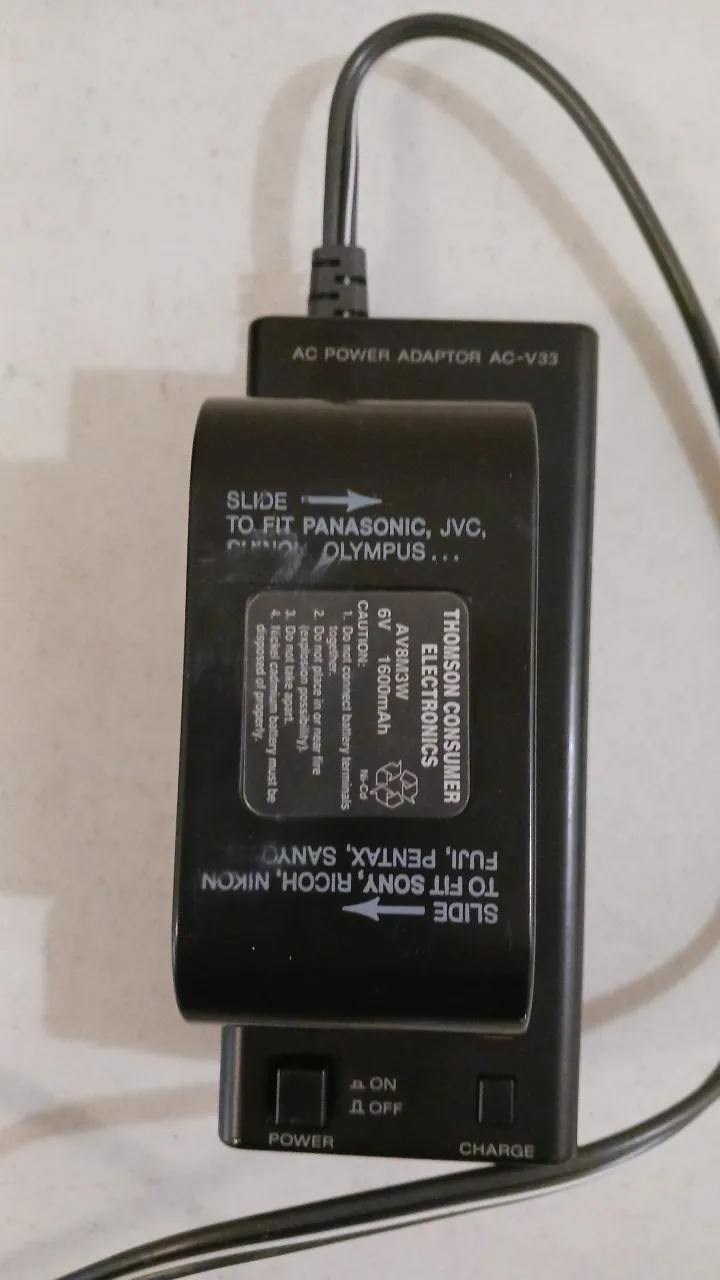 AC POWER ADAPTOR AC-V33
SLIDE
TO FIT PANASONIC, JVC,
OLYMPUS...
THOMSON CONSUMER
ELECTRONICS
AV8M3W
6V 1600mAh
Ni-Cd
CAUTION:
1. Do not connect battery terminals
together.
2. Do not place in or near fire
(explosion possibility).
3. Do not take apart.
4. Nickel cadmium battery must be
disposed of properly.
SLIDE
TO FIT SONY, RICOH, NIKON
FUJI, PENTAX, SANYO
ON
OFF
POWER
CHARGE